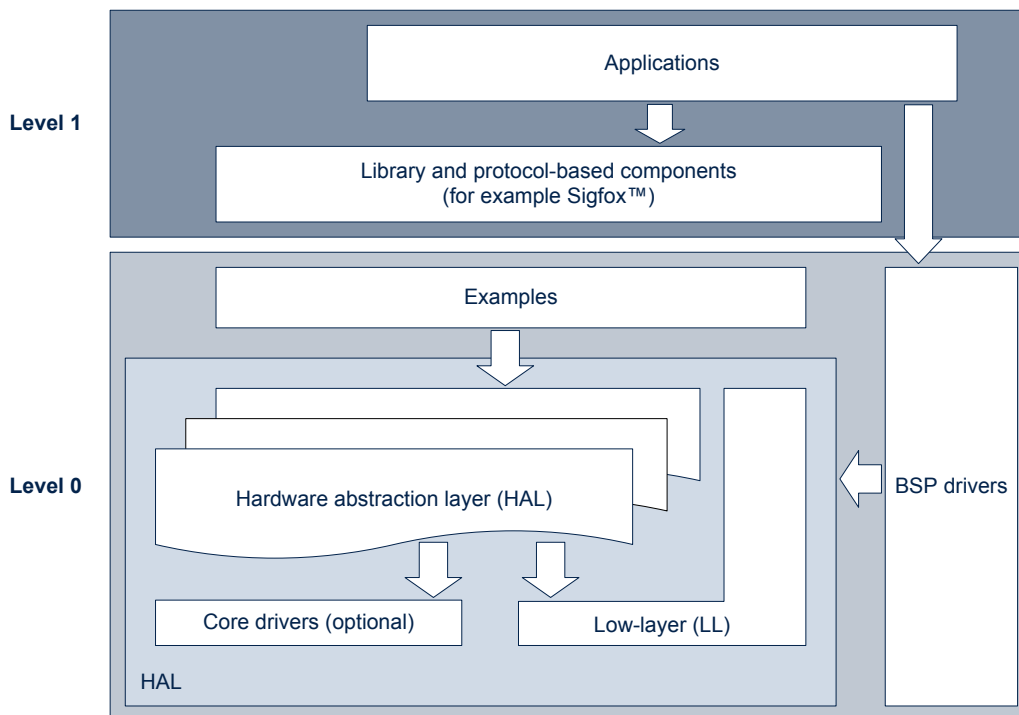 Applications
Level 1
Library and protocol-based components
(for example Sigfox™)
Examples
Level 0
Hardware abstraction layer (HAL)
BSP drivers
Core drivers (optional)
Low-layer (LL)
HAL